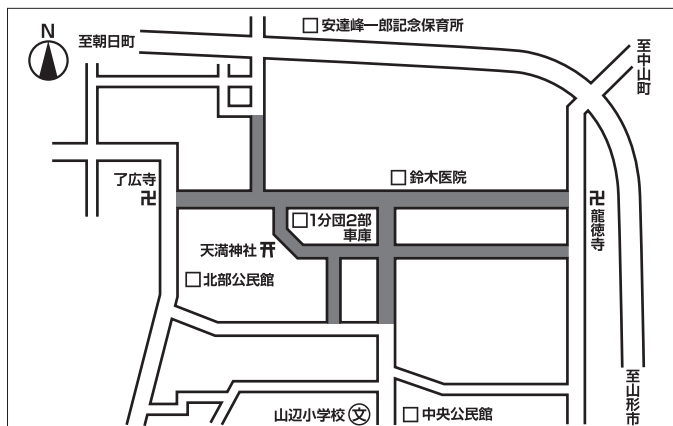 N
至朝日町
安達峰一郎記念保育所
至中山町
鈴木医院
了広寺
卍
1分団2部
車庫
卍
龍徳寺
天満神社
北部公民館
至山形市
山辺小学校
文
中央公民館